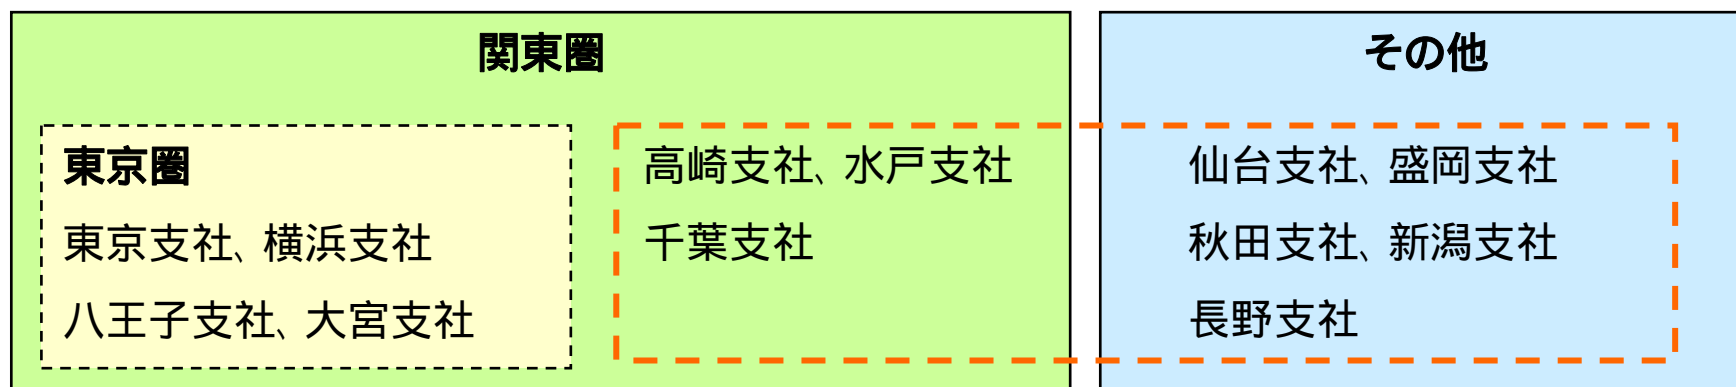 関東圏
東京圏
東京支社、横浜支社
八王子支社、大宮支社
高崎支社、水戸支社
千葉支社
その他
仙台支社、盛岡支社
秋田支社、新潟支社
長野支社